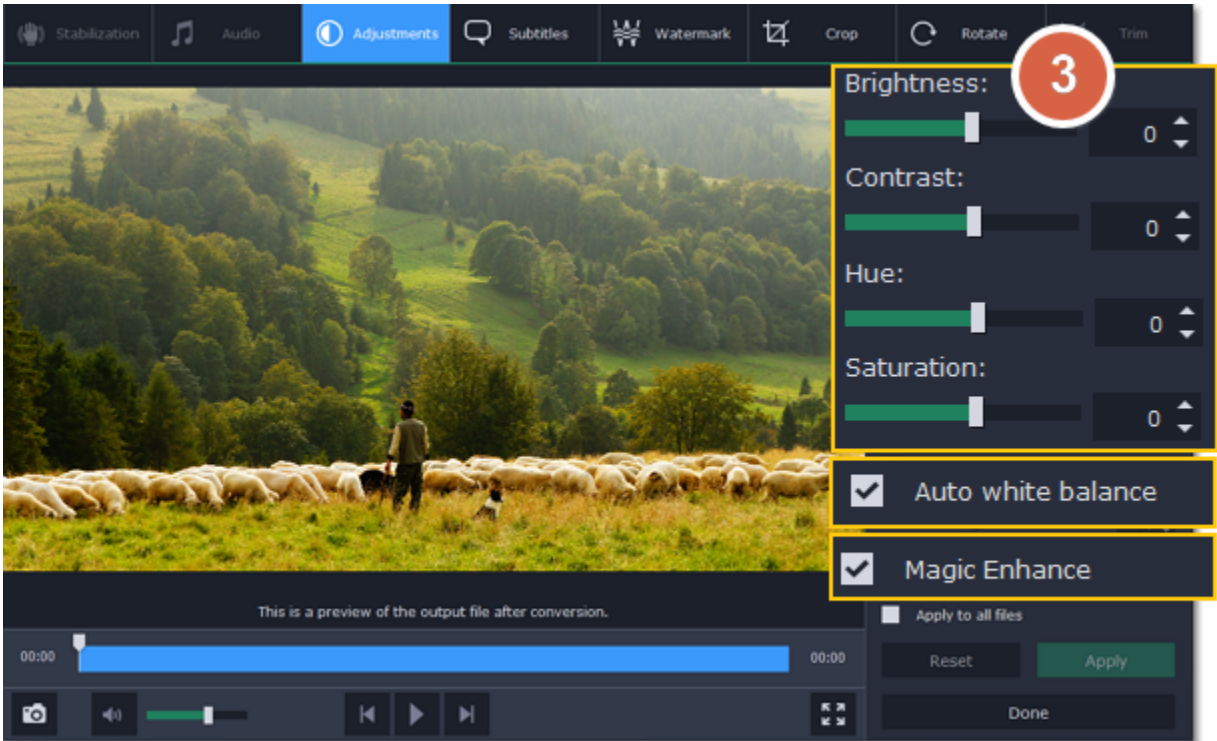 Stabilization
Audio
Adjustments
Subtitles
Watermark
Crop
Rotate
Trim
3
Brightness:
0
Contrast:
0
Hue:
0
Saturation:
0
Auto white balance
Magic Enhance
This is a preview of the output file after conversion.
Apply to all files
00:00
00:00
Reset
Apply
Done